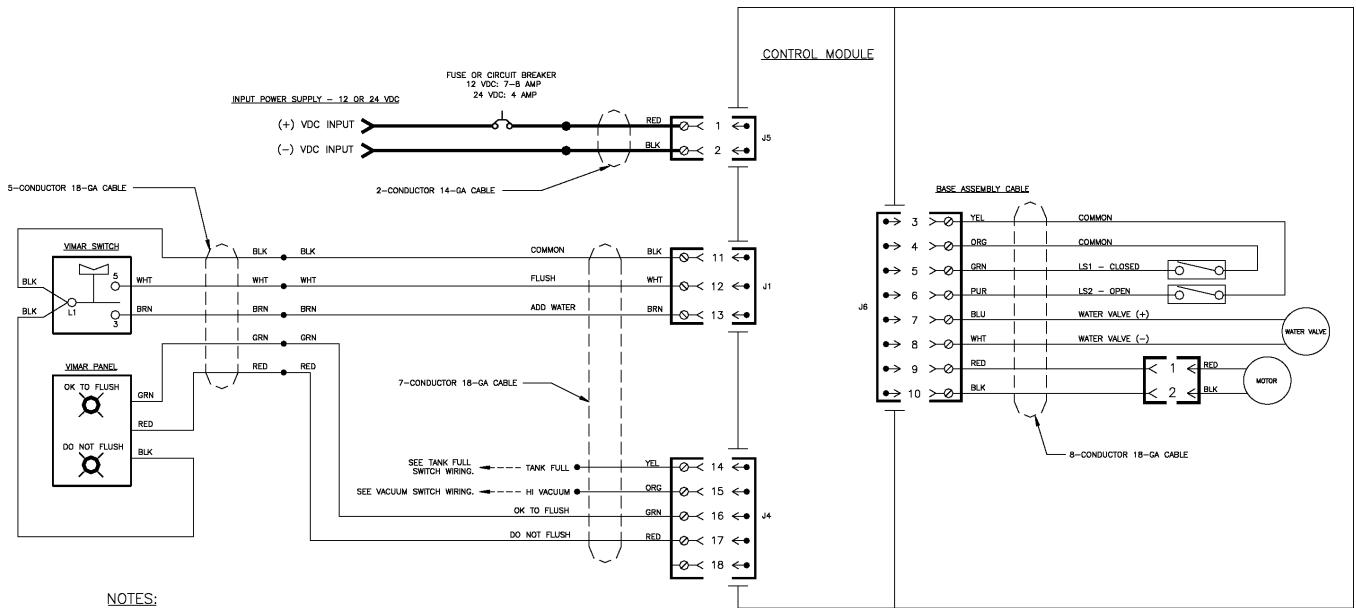 CONTROL MODULE
FUSE OR CIRCUIT BREAKER
12 VDC: 7-8 AMP
24 VDC: 4 AMP
INPUT POWER SUPPLY - 12 OR 24 VDC
(+) VDC INPUT
RED
1
J5
(-) VDC INPUT
BLK
2
5-CONDUCTOR 18-GA CABLE
2-CONDUCTOR 14-GA CABLE
BASE ASSEMBLY CABLE
3
YEL
COMMON
4
ORG
COMMON
5
GRN
LS1 - CLOSED
6
PUR
LS2 - OPEN
J6
7
BLU
WATER VALVE (+)
8
WHT
WATER VALVE (-)
WATER VALVE
9
RED
1
RED
10
BLK
2
BLK
MOTOR
8-CONDUCTOR 18-GA CABLE
VIMAR SWITCH
BLK
BLK
L1
5
3
WHT
BRN
BLK
BLK
COMMON
BLK
11
WHT
WHT
FLUSH
WHT
12
J1
BRN
BRN
ADD WATER
BRN
13
GRN
GRN
RED
RED
VIMAR PANEL
OK TO FLUSH
GRN
RED
DO NOT FLUSH
BLK
7-CONDUCTOR 18-GA CABLE
SEE TANK FULL
SWITCH WIRING.
TANK FULL
YEL
14
SEE VACUUM SWITCH WIRING.
HI VACUUM
ORG
15
OK TO FLUSH
GRN
16
J4
DO NOT FLUSH
RED
17
18
NOTES: